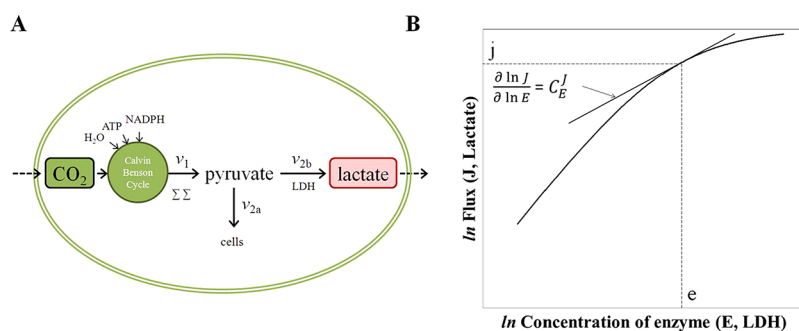 A
B
NADPH
ATP
H₂O
CO₂
Calvin
Benson
Cycle
v₁
∑∑
pyruvate
v₂b
LDH
lactate
v₂a
cells
j
∂ ln J / ∂ ln E = C_E^J
ln Flux (J, Lactate)
e
ln Concentration of enzyme (E, LDH)